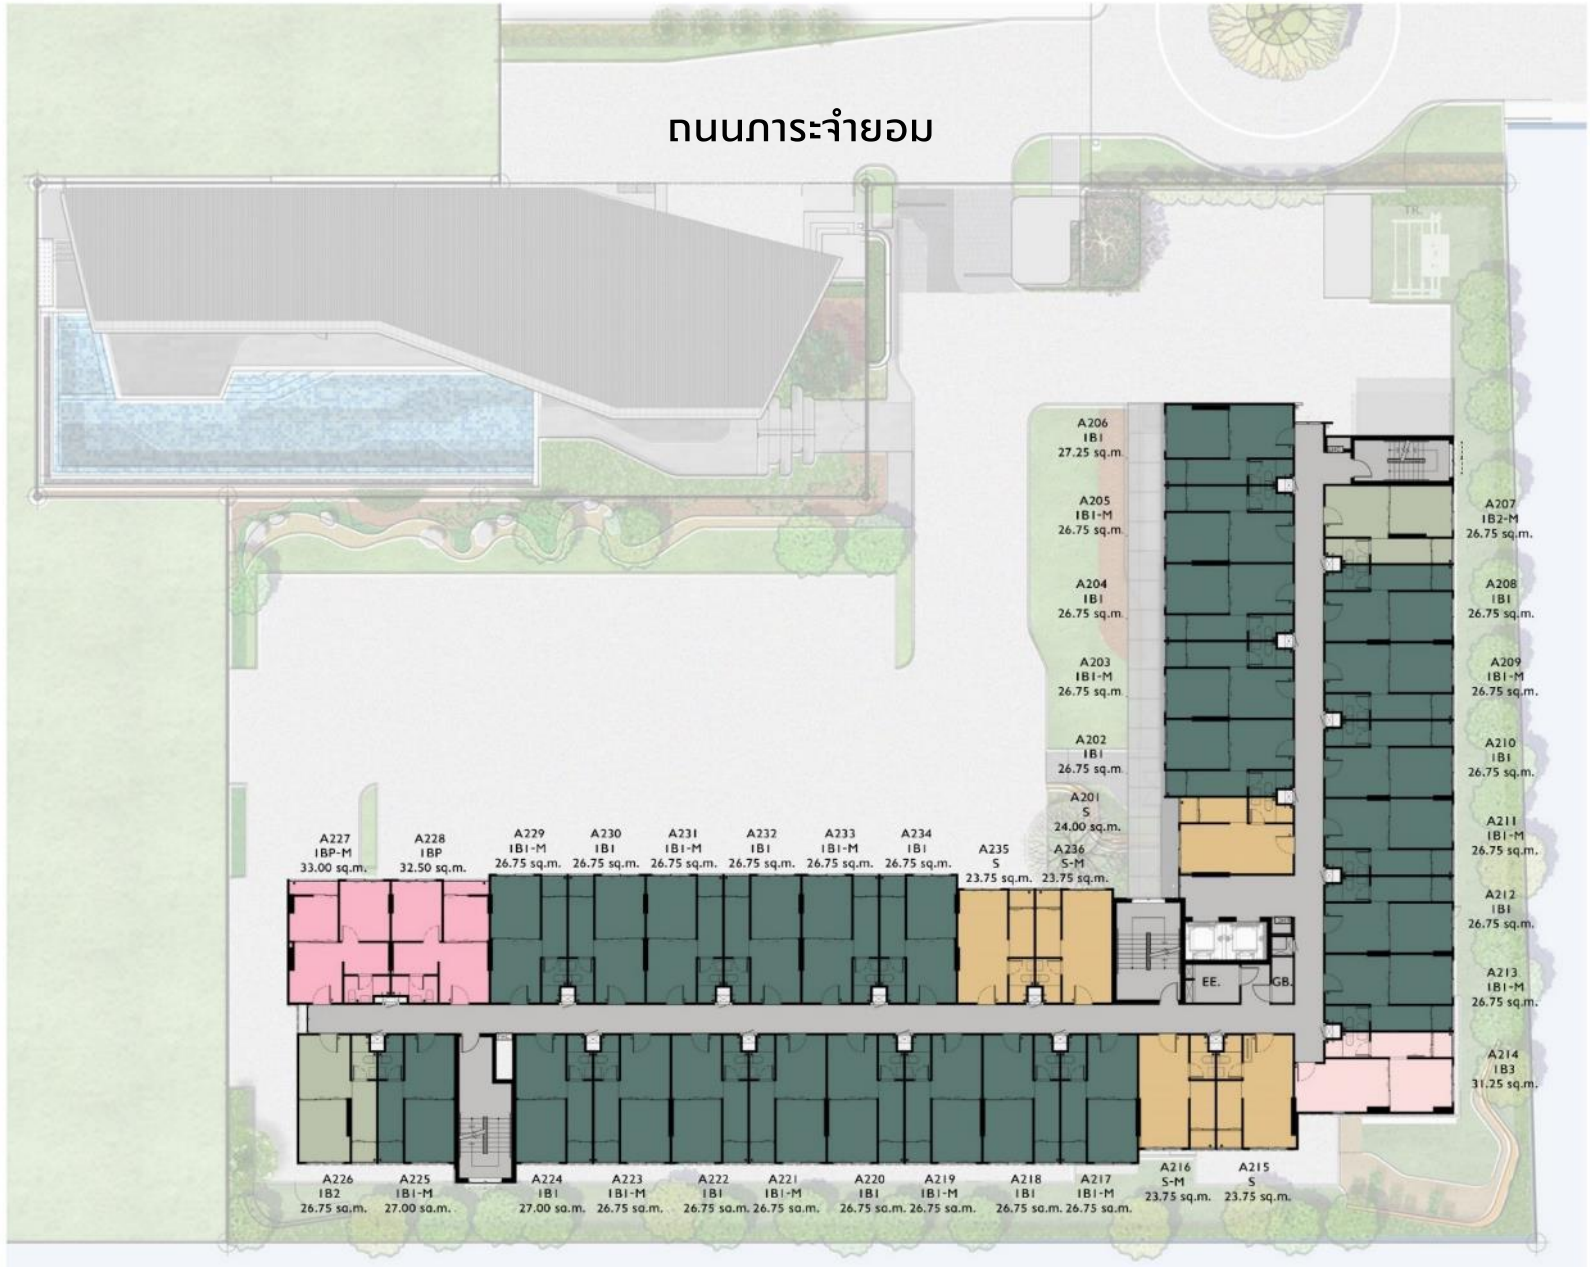 ถนนภาระจำยอม
TR.
A206
1B1
27.25 sq.m.
A205
1B1-M
26.75 sq.m.
A204
1B1
26.75 sq.m.
A203
1B1-M
26.75 sq.m.
A202
1B1
26.75 sq.m.
A201
S
24.00 sq.m.
A207
1B2-M
26.75 sq.m.
A208
1B1
26.75 sq.m.
A209
1B1-M
26.75 sq.m.
A210
1B1
26.75 sq.m.
A211
1B1-M
26.75 sq.m.
A212
1B1
26.75 sq.m.
A213
1B1-M
26.75 sq.m.
A214
1B3
31.25 sq.m.
A227
1BP-M
33.00 sq.m.
A228
1BP
32.50 sq.m.
A229
1B1-M
26.75 sq.m.
A230
1B1
26.75 sq.m.
A231
1B1-M
26.75 sq.m.
A232
1B1
26.75 sq.m.
A233
1B1-M
26.75 sq.m.
A234
1B1
26.75 sq.m.
A235
S
23.75 sq.m.
A236
S-M
23.75 sq.m.
EE.
GB.
A226
1B2
26.75 sq.m.
A225
1B1-M
27.00 sq.m.
A224
1B1
27.00 sq.m.
A223
1B1-M
26.75 sq.m.
A222
1B1
26.75 sq.m.
A221
1B1-M
26.75 sq.m.
A220
1B1
26.75 sq.m.
A219
1B1-M
26.75 sq.m.
A218
1B1
26.75 sq.m.
A217
1B1-M
26.75 sq.m.
A216
S-M
23.75 sq.m.
A215
S
23.75 sq.m.